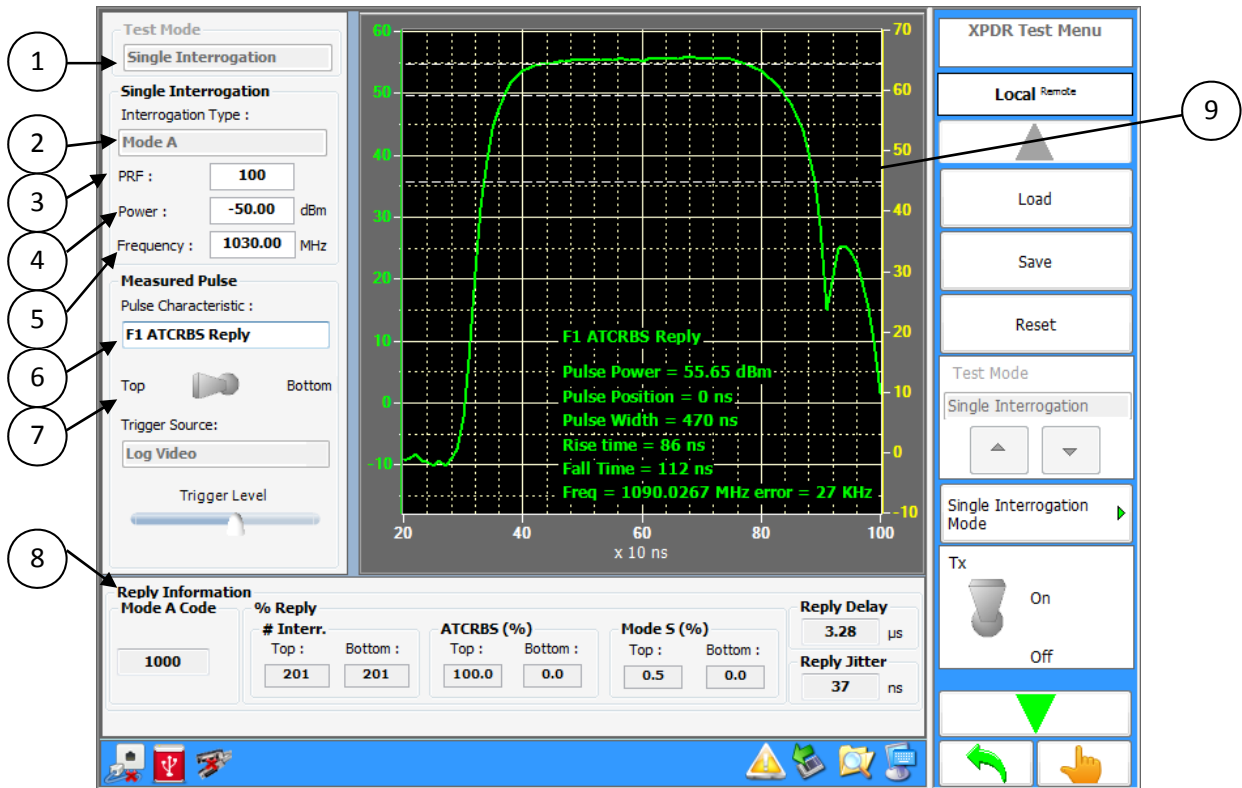 1
2
3
4
5
6
7
8
9
Test Mode
Single Interrogation
Single Interrogation
Interrogation Type :
Mode A
PRF : 100
Power : -50.00 dBm
Frequency : 1030.00 MHz
Measured Pulse
Pulse Characteristic :
F1 ATCRBS Reply
Top Bottom
Trigger Source:
Log Video
Trigger Level
60 70
50 60
40 50
30 40
20 30
10 20
0 10
-10 0
-10
20 40 60 80 100
x 10 ns
F1 ATCRBS Reply
Pulse Power = 55.65 dBm
Pulse Position = 0 ns
Pulse Width = 470 ns
Rise time = 86 ns
Fall Time = 112 ns
Freq = 1090.0267 MHz error = 27 KHz
Reply Information
Mode A Code
1000
% Reply
# Interr.
Top : Bottom :
201 201
ATCRBS (%)
Top : Bottom :
100.0 0.0
Mode S (%)
Top : Bottom :
0.5 0.0
Reply Delay
3.28 µs
Reply Jitter
37 ns
XPDR Test Menu
Local Remote
Load
Save
Reset
Test Mode
Single Interrogation
Single Interrogation
Mode
Tx
On
Off